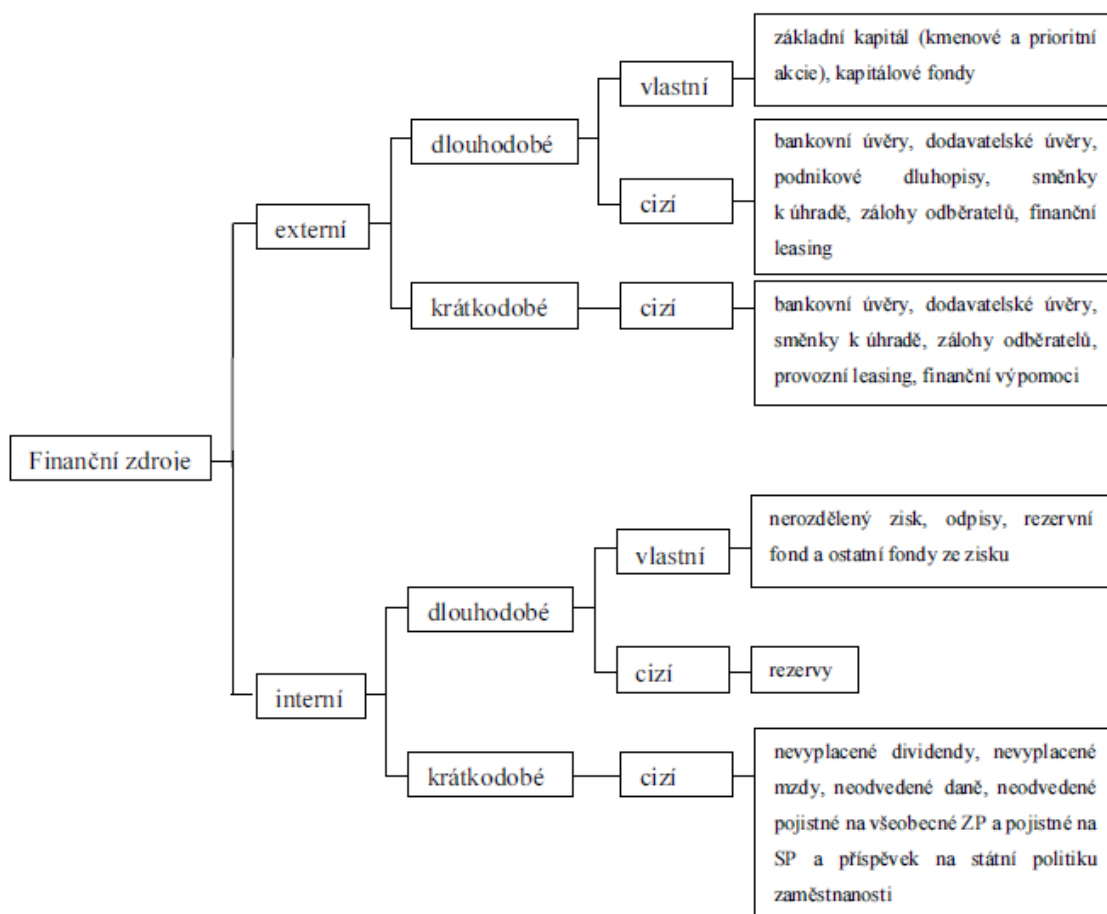 Finanční zdroje
externí
dlouhodobé
vlastní
základní kapitál (kmenové a prioritní
akcie), kapitálové fondy
cizí
bankovní úvěry, dodavatelské úvěry,
podnikové dluhopisy, směnky
k úhradě, zálohy odběratelů, finanční
leasing
krátkodobé
cizí
bankovní úvěry, dodavatelské úvěry,
směnky k úhradě, zálohy odběratelů,
provozní leasing, finanční výpomoci
interní
dlouhodobé
vlastní
nerozdělený zisk, odpisy, rezervní
fond a ostatní fondy ze zisku
cizí
rezervy
krátkodobé
cizí
nevyplacené dividendy, nevyplacené
mzdy, neodvedené daně, neodvedené
pojistné na všeobecné ZP a pojistné na
SP a příspěvek na státní politiku
zaměstnanosti